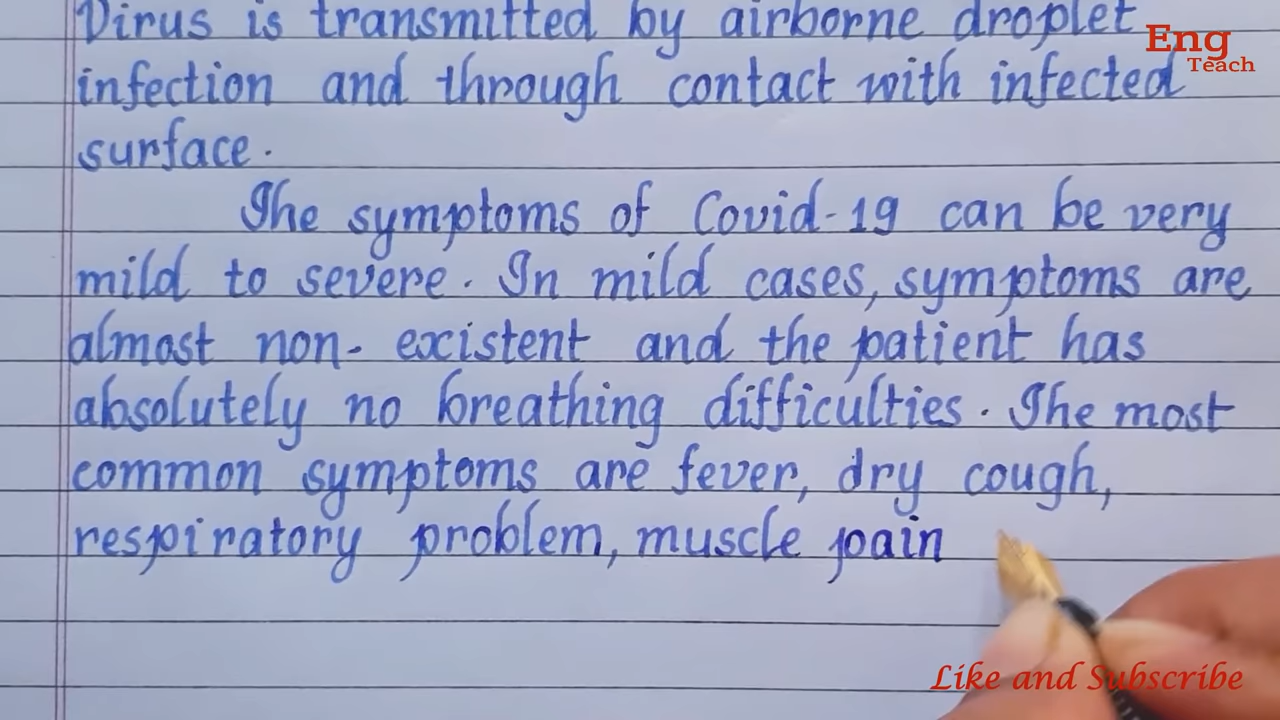 Virus is transmitted by airborne droplet
Eng
Teach
infection and through contact with infected
surface.
The symptoms of Covid-19 can be very
mild to severe. In mild cases, symptoms are
almost non- existent and the patient has
absolutely no breathing difficulties. The most
common symptoms are fever, dry cough,
respiratory problem, muscle pain
Like and Subscribe